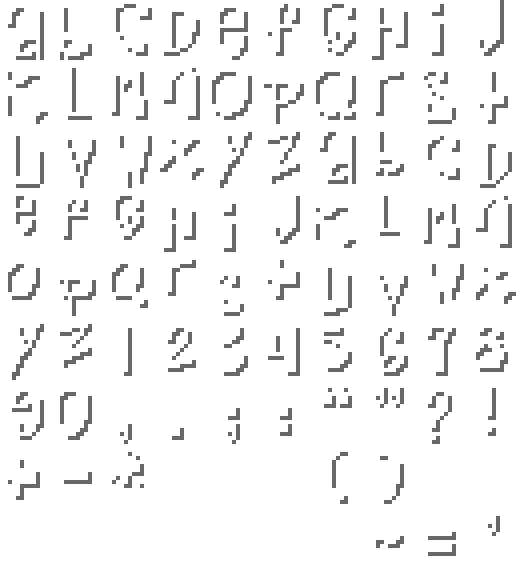 a b c d e f g h i j
k l m n o p q r s t
u v w x y z a b c d
e f g h i j k l m n
o p q r s t u v w x
y z 1 2 3 4 5 6 7 8
9 0 , . ; : " ? !
+ - * ( )
~ = '